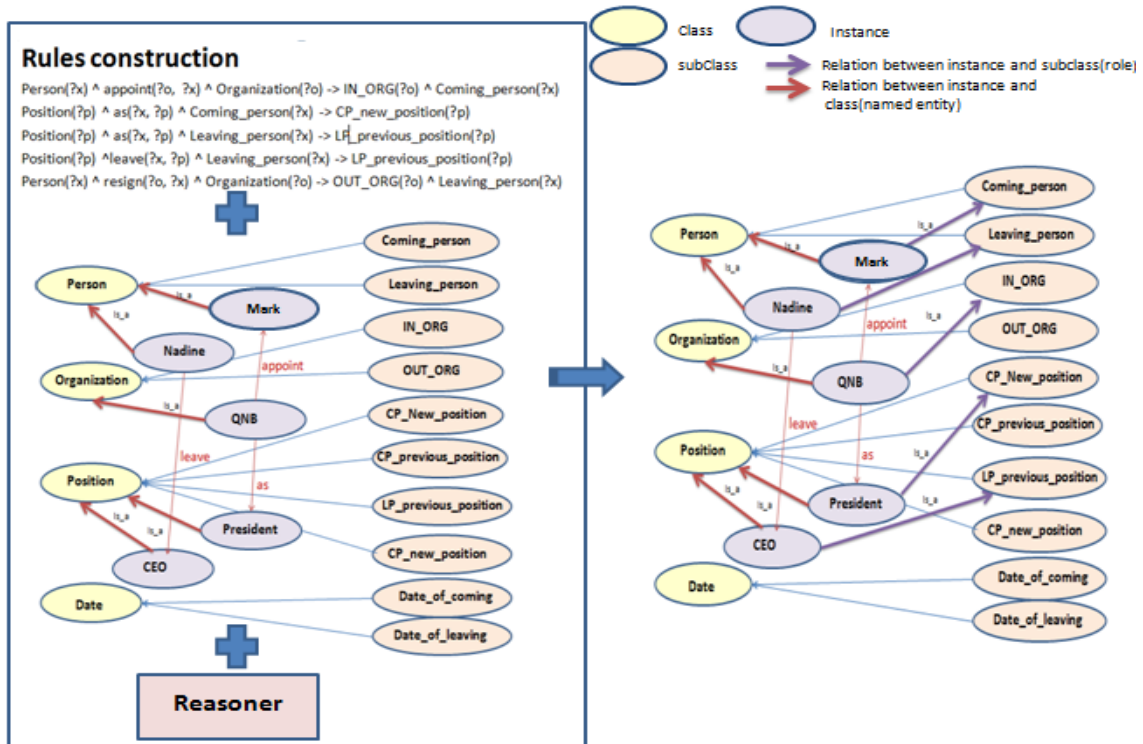 Rules construction
Person(?x) ^ appoint(?o, ?x) ^ Organization(?o) -> IN_ORG(?o) ^ Coming_person(?x)
Position(?p) ^ as(?x, ?p) ^ Coming_person(?x) -> CP_new_position(?p)
Position(?p) ^ as(?x, ?p) ^ Leaving_person(?x) -> LP_previous_position(?p)
Position(?p) ^leave(?x, ?p) ^ Leaving_person(?x) -> LP_previous_position(?p)
Person(?x) ^ resign(?o, ?x) ^ Organization(?o) -> OUT_ORG(?o) ^ Leaving_person(?x)
Coming_person
Person
Leaving_person
Is_a
Mark
Is_a
IN_ORG
Nadine
appoint
Organization
OUT_ORG
Is_a
QNB
CP_New_position
leave
CP_previous_position
Position
as
LP_previous_position
Is_a
Is_a
President
CP_new_position
CEO
Date
Date_of_coming
Date_of_leaving
Reasoner
Class
Instance
subClass
Relation between instance and subclass(role)
Relation between instance and
class(named entity)
Coming_person
Is_a
Person
Leaving_person
Is_a
Mark
Is_a
IN_ORG
Nadine
Is_a
appoint
OUT_ORG
Organization
Is_a
QNB
CP_New_position
leave
CP_previous_position
Position
as
Is_a
LP_previous_position
Is_a
Is_a
President
Is_a
CP_new_position
CEO
Date
Date_of_coming
Date_of_leaving